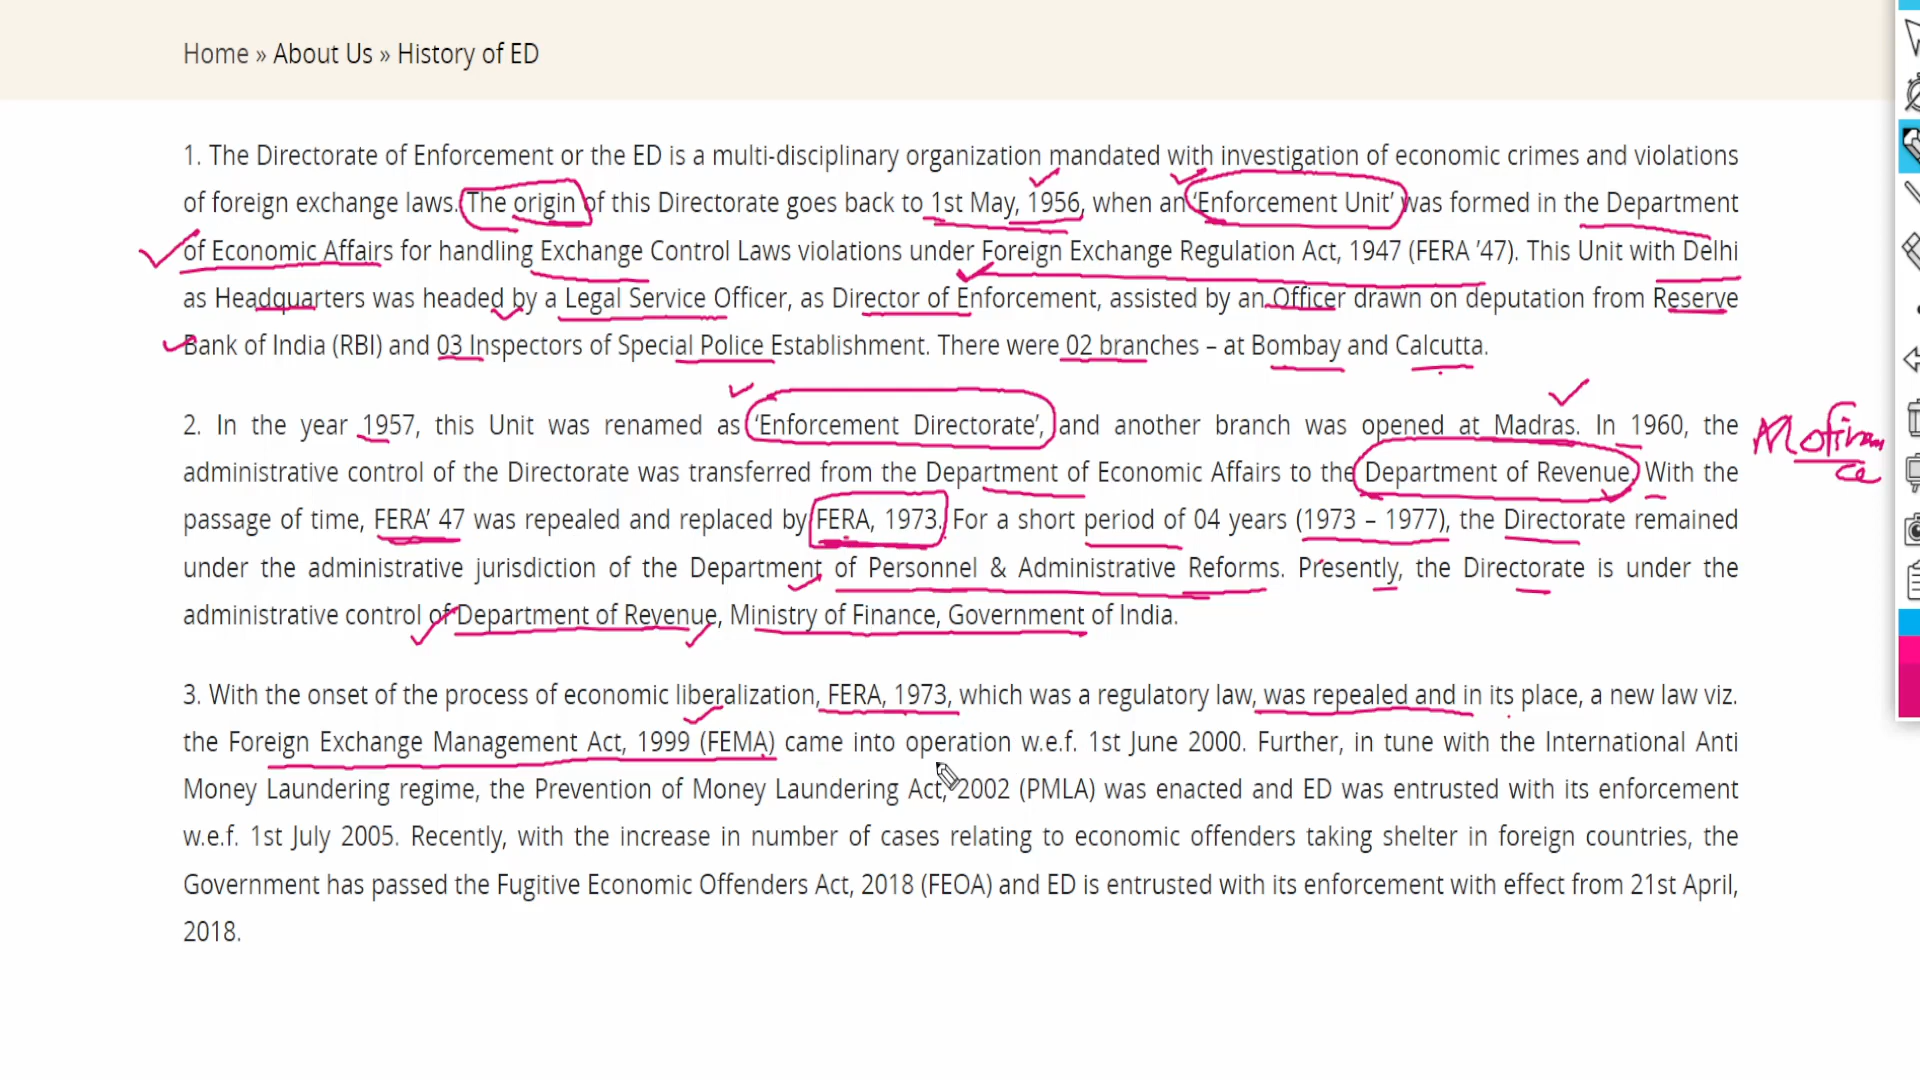 Home » About Us » History of ED
1. The Directorate of Enforcement or the ED is a multi-disciplinary organization mandated with investigation of economic crimes and violations
of foreign exchange laws. The origin of this Directorate goes back to 1st May, 1956, when an ‘Enforcement Unit’ was formed in the Department
of Economic Affairs for handling Exchange Control Laws violations under Foreign Exchange Regulation Act, 1947 (FERA ’47). This Unit with Delhi
as Headquarters was headed by a Legal Service Officer, as Director of Enforcement, assisted by an Officer drawn on deputation from Reserve
Bank of India (RBI) and 03 Inspectors of Special Police Establishment. There were 02 branches – at Bombay and Calcutta.
2. In the year 1957, this Unit was renamed as ‘Enforcement Directorate’, and another branch was opened at Madras. In 1960, the
administrative control of the Directorate was transferred from the Department of Economic Affairs to the Department of Revenue. With the
passage of time, FERA’ 47 was repealed and replaced by FERA, 1973. For a short period of 04 years (1973 – 1977), the Directorate remained
under the administrative jurisdiction of the Department of Personnel & Administrative Reforms. Presently, the Directorate is under the
administrative control of Department of Revenue, Ministry of Finance, Government of India.
3. With the onset of the process of economic liberalization, FERA, 1973, which was a regulatory law, was repealed and in its place, a new law viz.
the Foreign Exchange Management Act, 1999 (FEMA) came into operation w.e.f. 1st June 2000. Further, in tune with the International Anti
Money Laundering regime, the Prevention of Money Laundering Act, 2002 (PMLA) was enacted and ED was entrusted with its enforcement
w.e.f. 1st July 2005. Recently, with the increase in number of cases relating to economic offenders taking shelter in foreign countries, the
Government has passed the Fugitive Economic Offenders Act, 2018 (FEOA) and ED is entrusted with its enforcement with effect from 21st April,
2018.